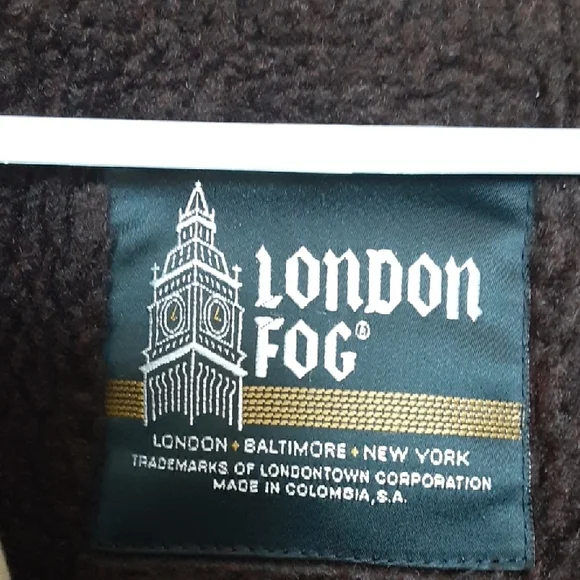 LONDON
FOG®
LONDON • BALTIMORE • NEW YORK
TRADEMARKS OF LONDONTOWN CORPORATION
MADE IN COLOMBIA, S.A.